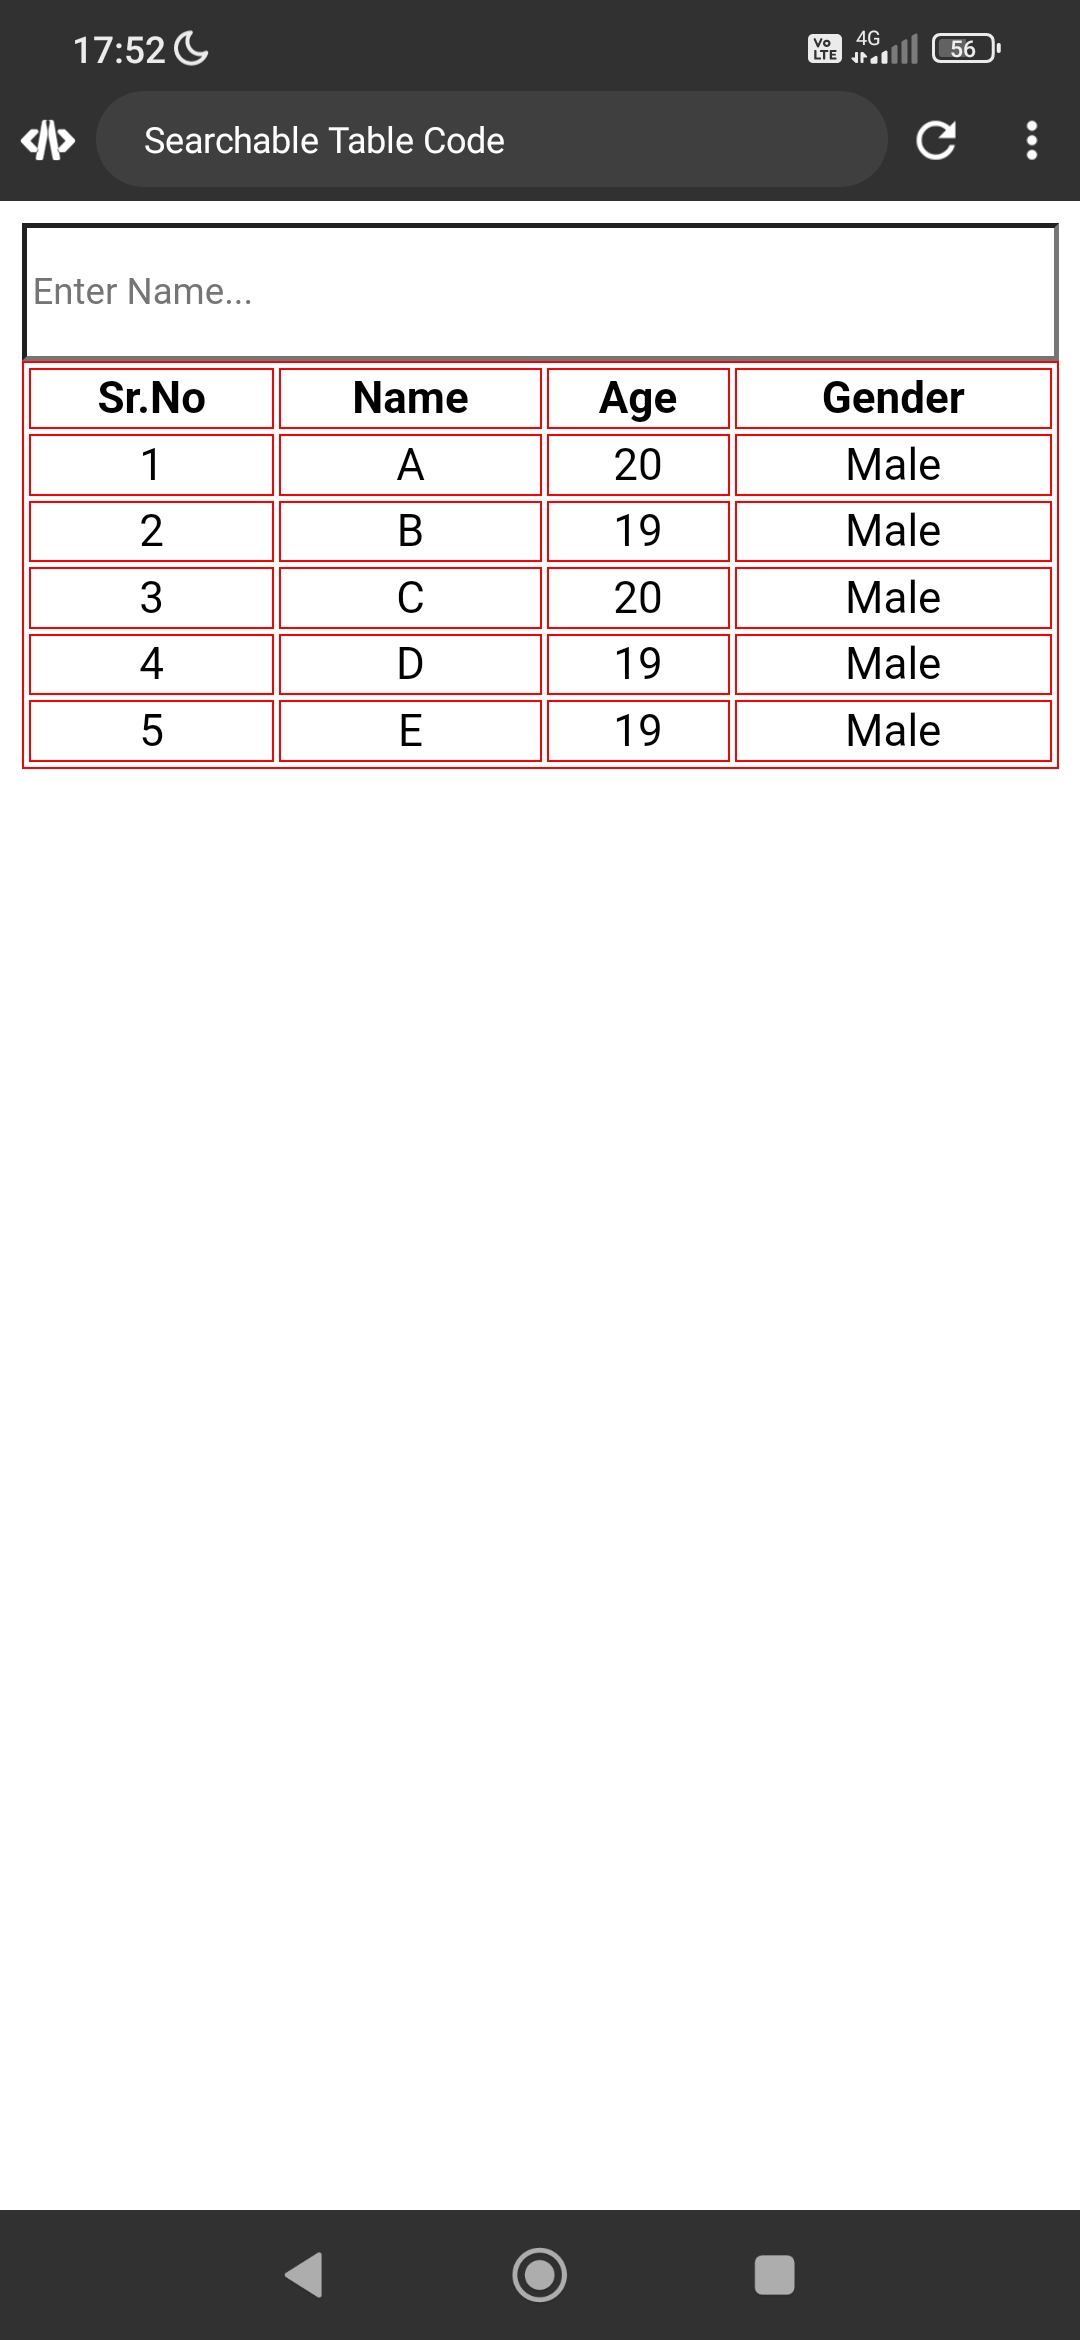 17:52 Vo LTE 4G 56
Searchable Table Code
Enter Name...
Sr.No Name Age Gender
1 A 20 Male
2 B 19 Male
3 C 20 Male
4 D 19 Male
5 E 19 Male